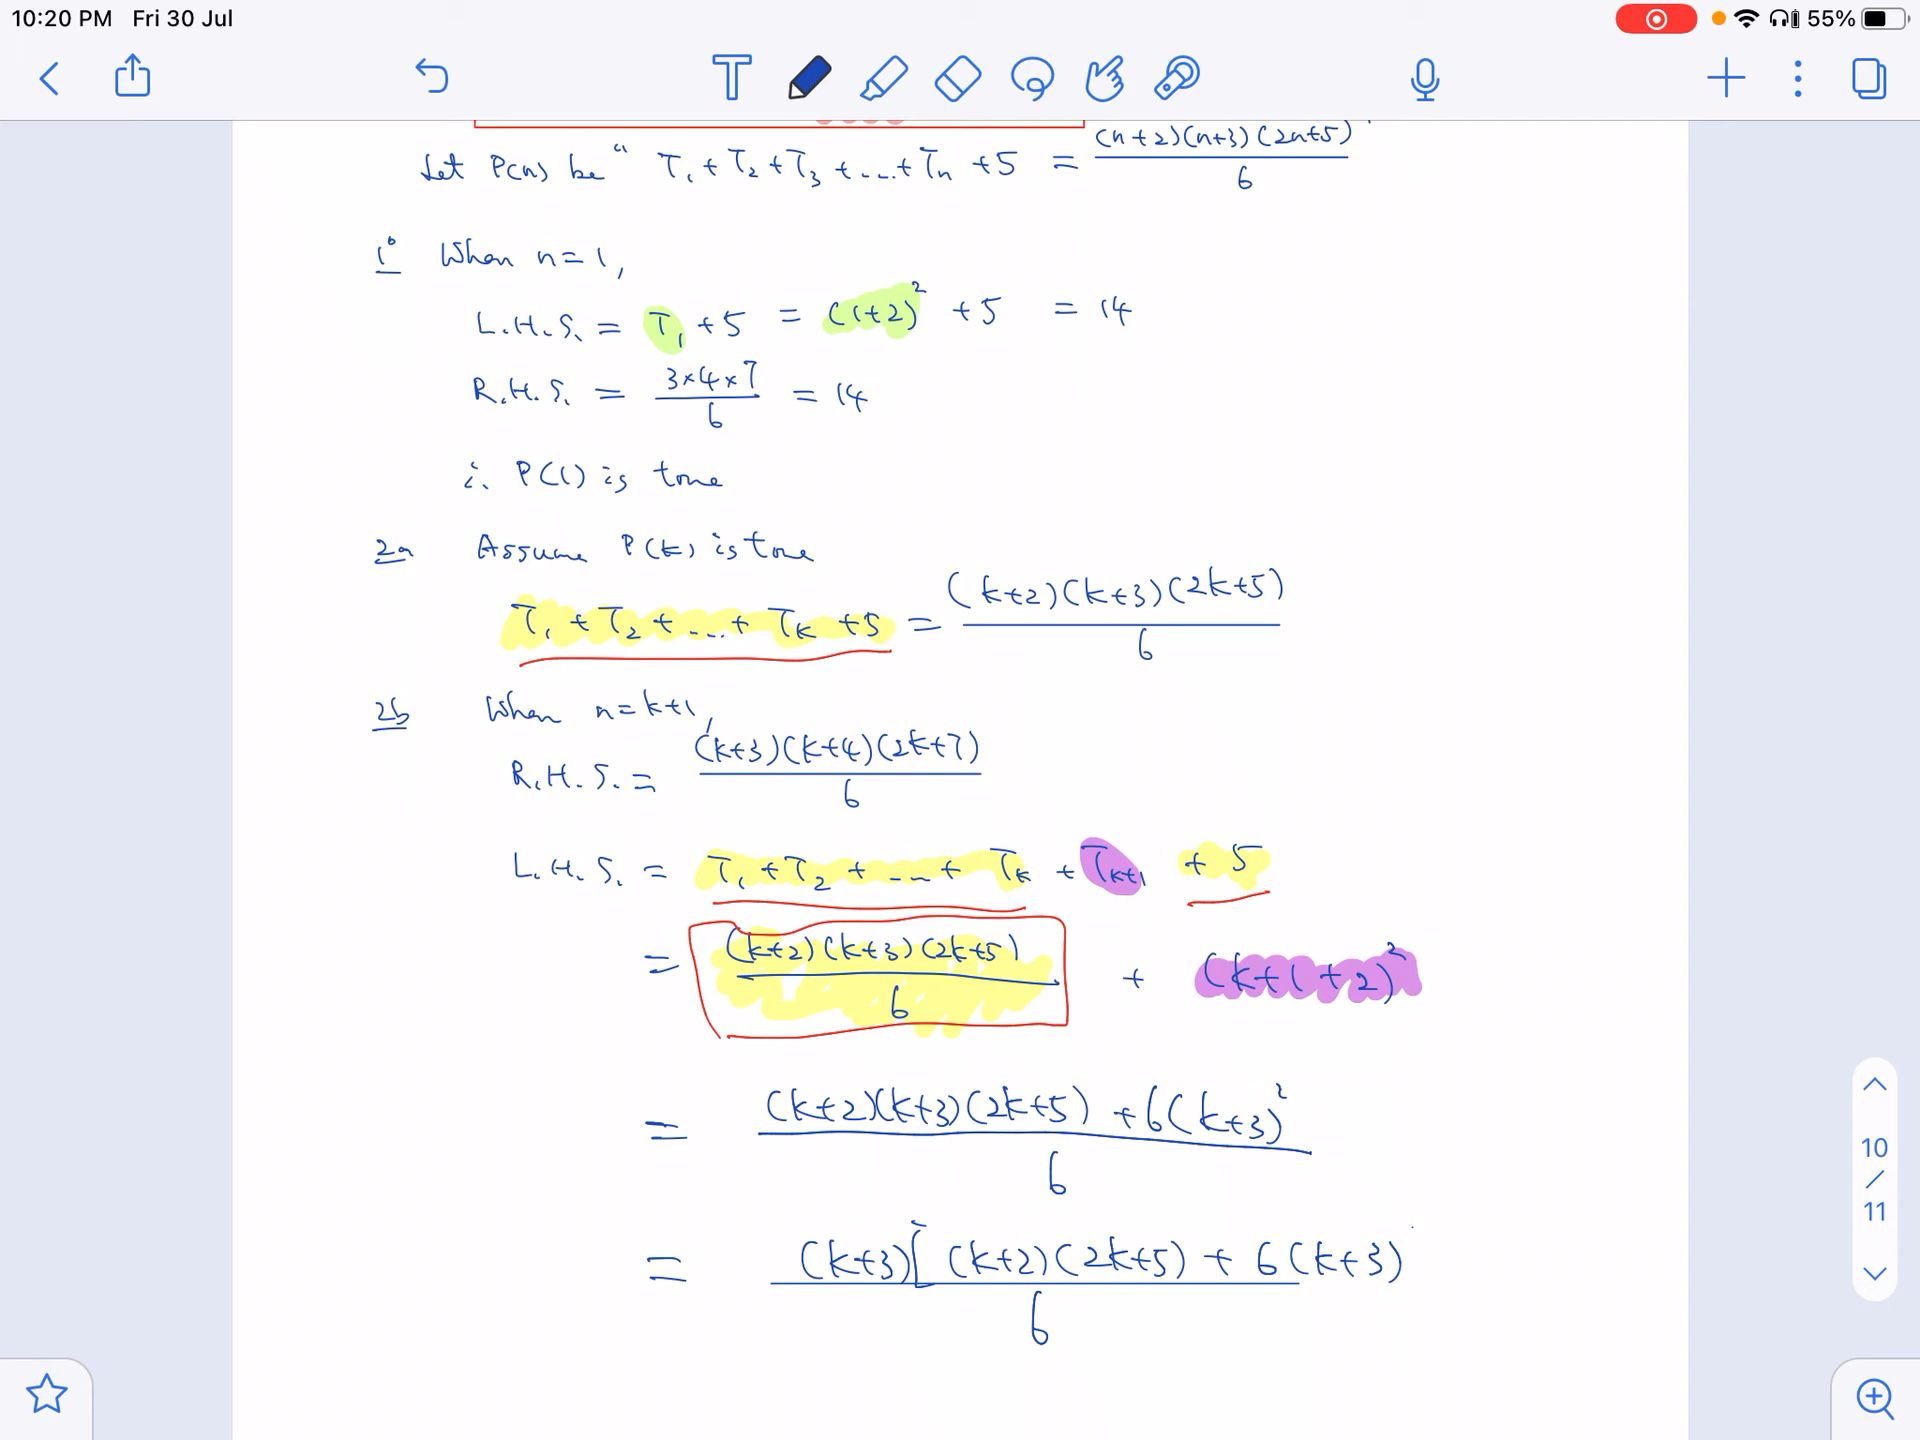 10:20 PM Fri 30 Jul 55%
T
(n+2)(n+3)(2n+5)
Let P(n) be " T₁ + T₂ + T₃ + ... + Tn + 5 = 
6
1° When n = 1,
L.H.S. = T₁ + 5 = (1+2)² + 5 = 14
R.H.S. = 3×4×7 / 6 = 14
∴ P(1) is true
2a Assume P(k) is true
T₁ + T₂ + ... + Tk + 5 = (k+2)(k+3)(2k+5) / 6
2b When n = k+1,
R.H.S. = (k+3)(k+4)(2k+7) / 6
L.H.S. = T₁ + T₂ + ... + Tk + Tk+1 + 5
= (k+2)(k+3)(2k+5) / 6 + (k+1+2)²
= (k+2)(k+3)(2k+5) + 6(k+3)² / 6
= (k+3)[ (k+2)(2k+5) + 6(k+3) / 6
10
/
11